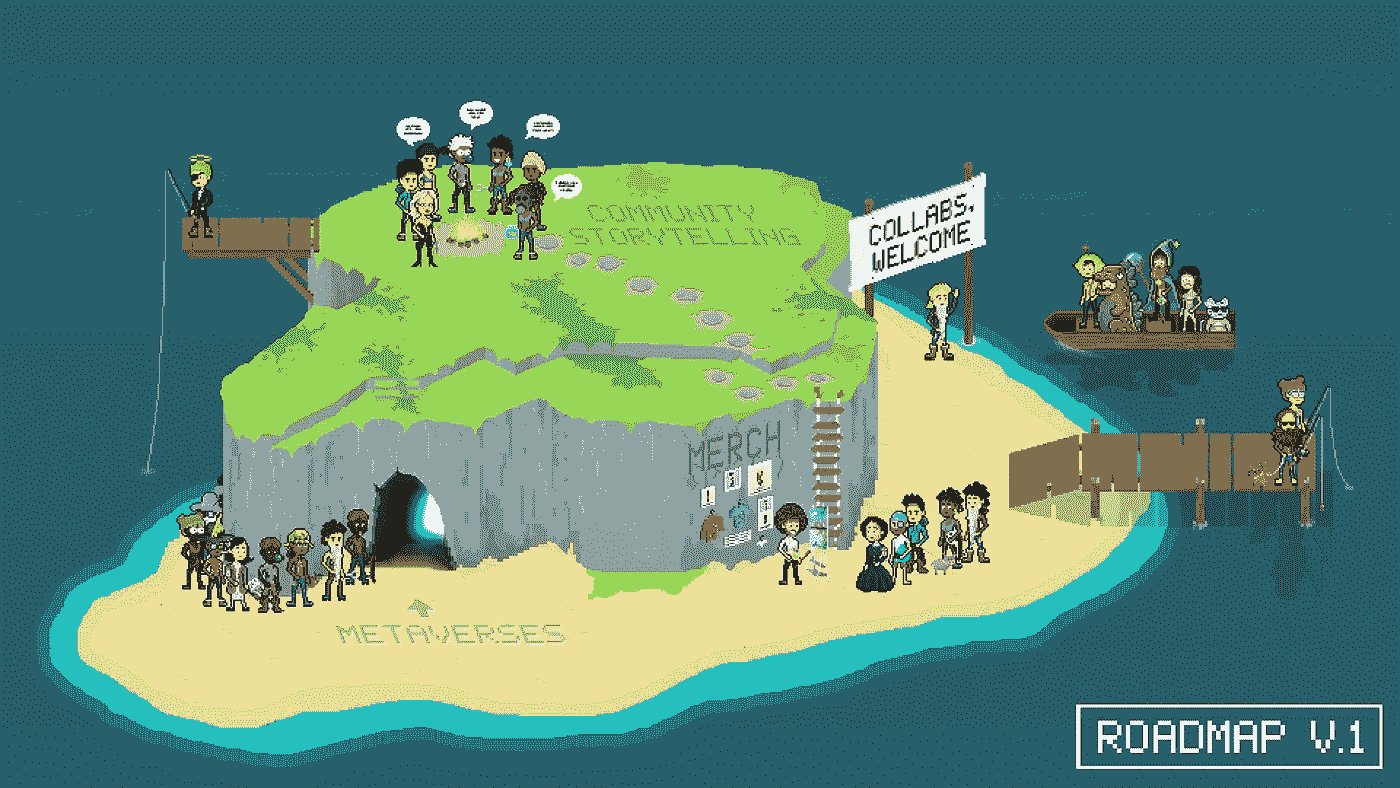 COMMUNITY
STORYTELLING
COLLABS,
WELCOME
MERCH
METAVERSES
ROADMAP V.1